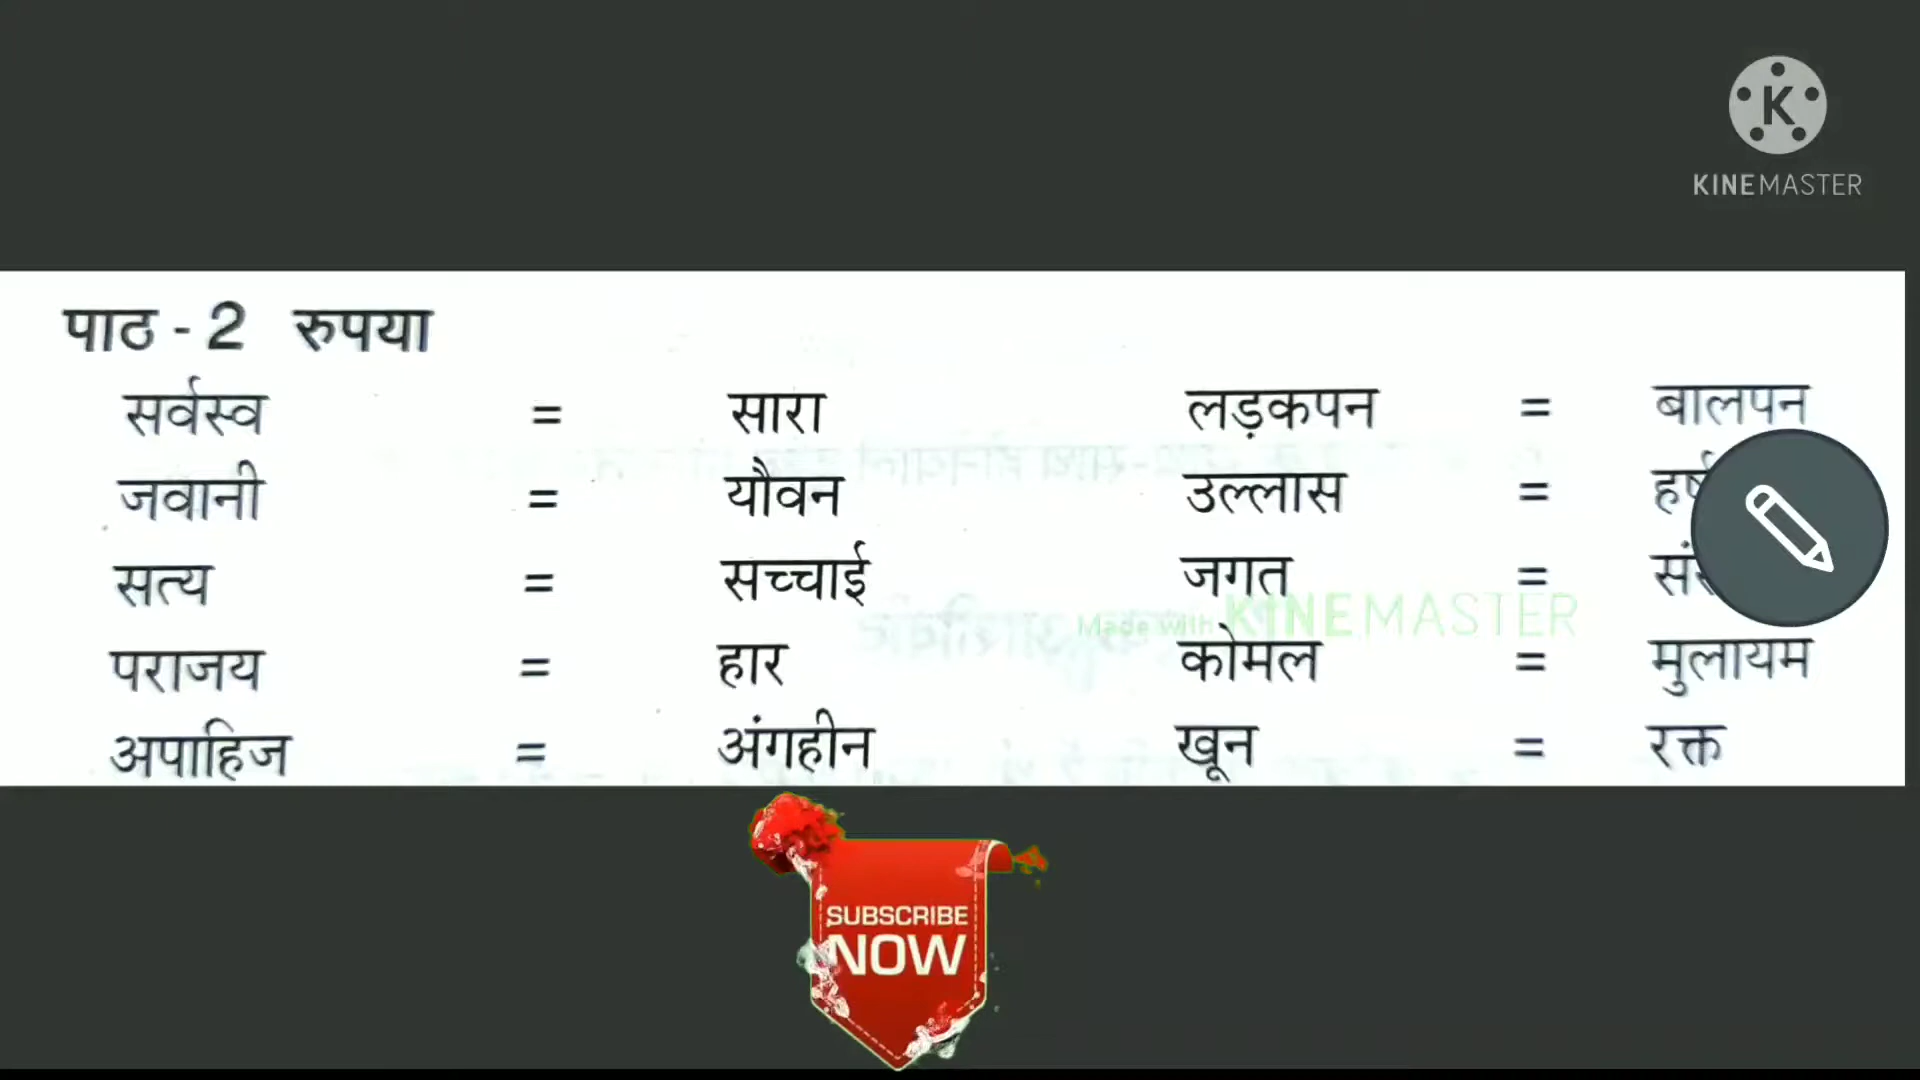 KINEMASTER
पाठ - 2 रुपया
सर्वस्व = सारा लड़कपन = बालपन
जवानी = यौवन उल्लास =
सत्य = सच्चाई जगत =
Made with KINEMASTER
पराजय = हार कोमल = मुलायम
अपाहिज = अंगहीन खून = रक्त
SUBSCRIBE
NOW